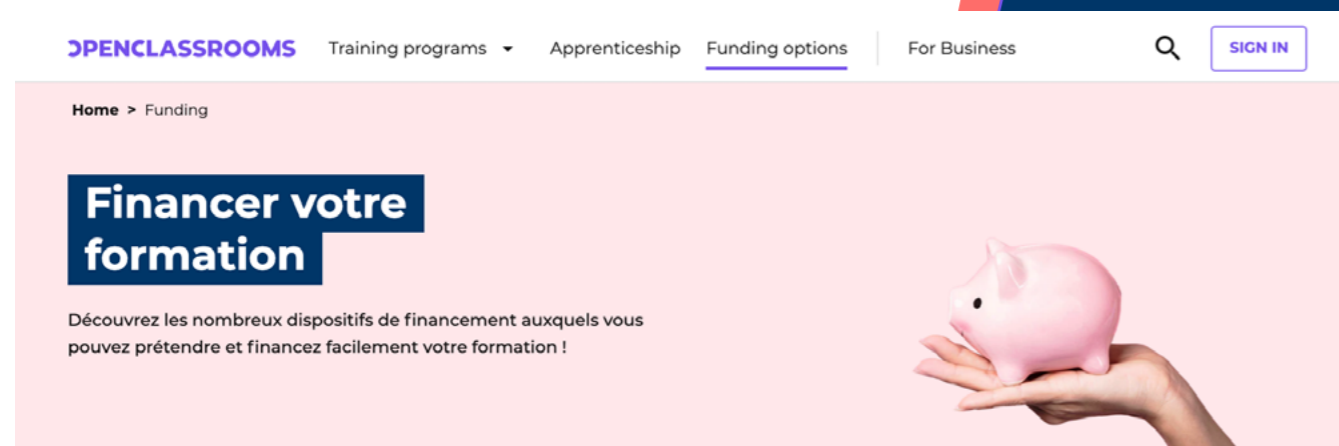 OPENCLASSROOMS Training programs Apprenticeship Funding options For Business SIGN IN
Home > Funding
Financer votre
formation
Découvrez les nombreux dispositifs de financement auxquels vous
pouvez prétendre et financez facilement votre formation !